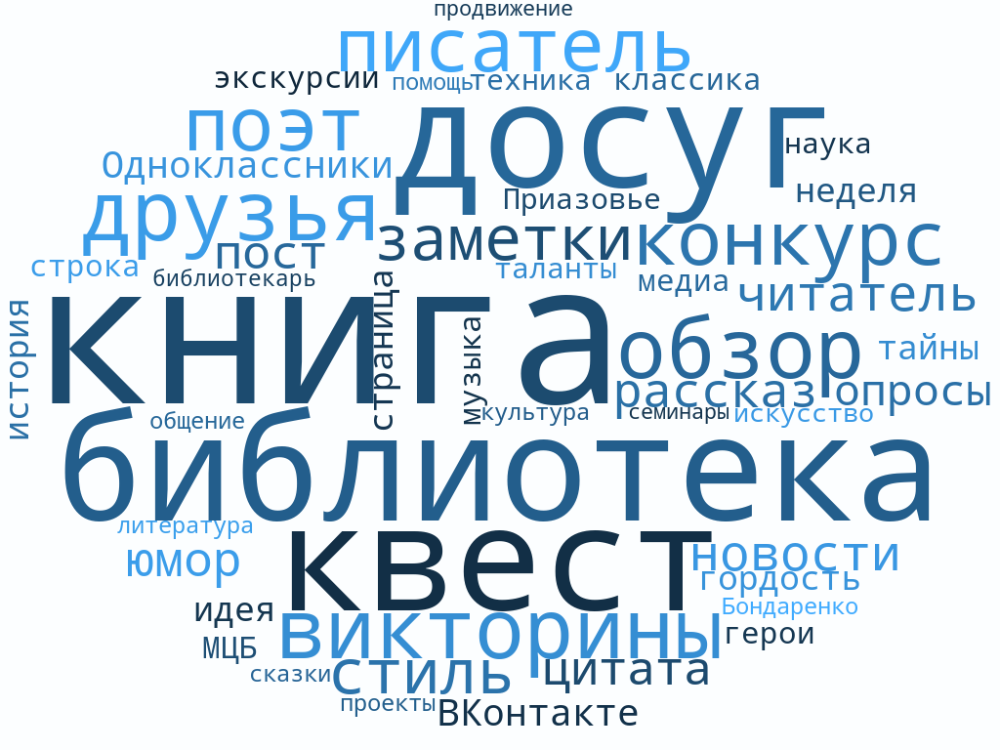 продвижение
писатель
экскурсии
помощь
техника
классика
поэт
досуг
наука
Одноклассники
неделя
друзья
Приазовье
заметки
конкурс
пост
строка
библиотекарь
таланты
медиа
читатель
книга
страница
история
музыка
обзор
тайны
рассказ
опросы
культура
семинары
искусство
общение
библиотека
литература
юмор
квест
новости
гордость
идея
викторины
Бондаренко
герои
МЦБ
сказки
стиль
цитата
проекты
ВКонтакте